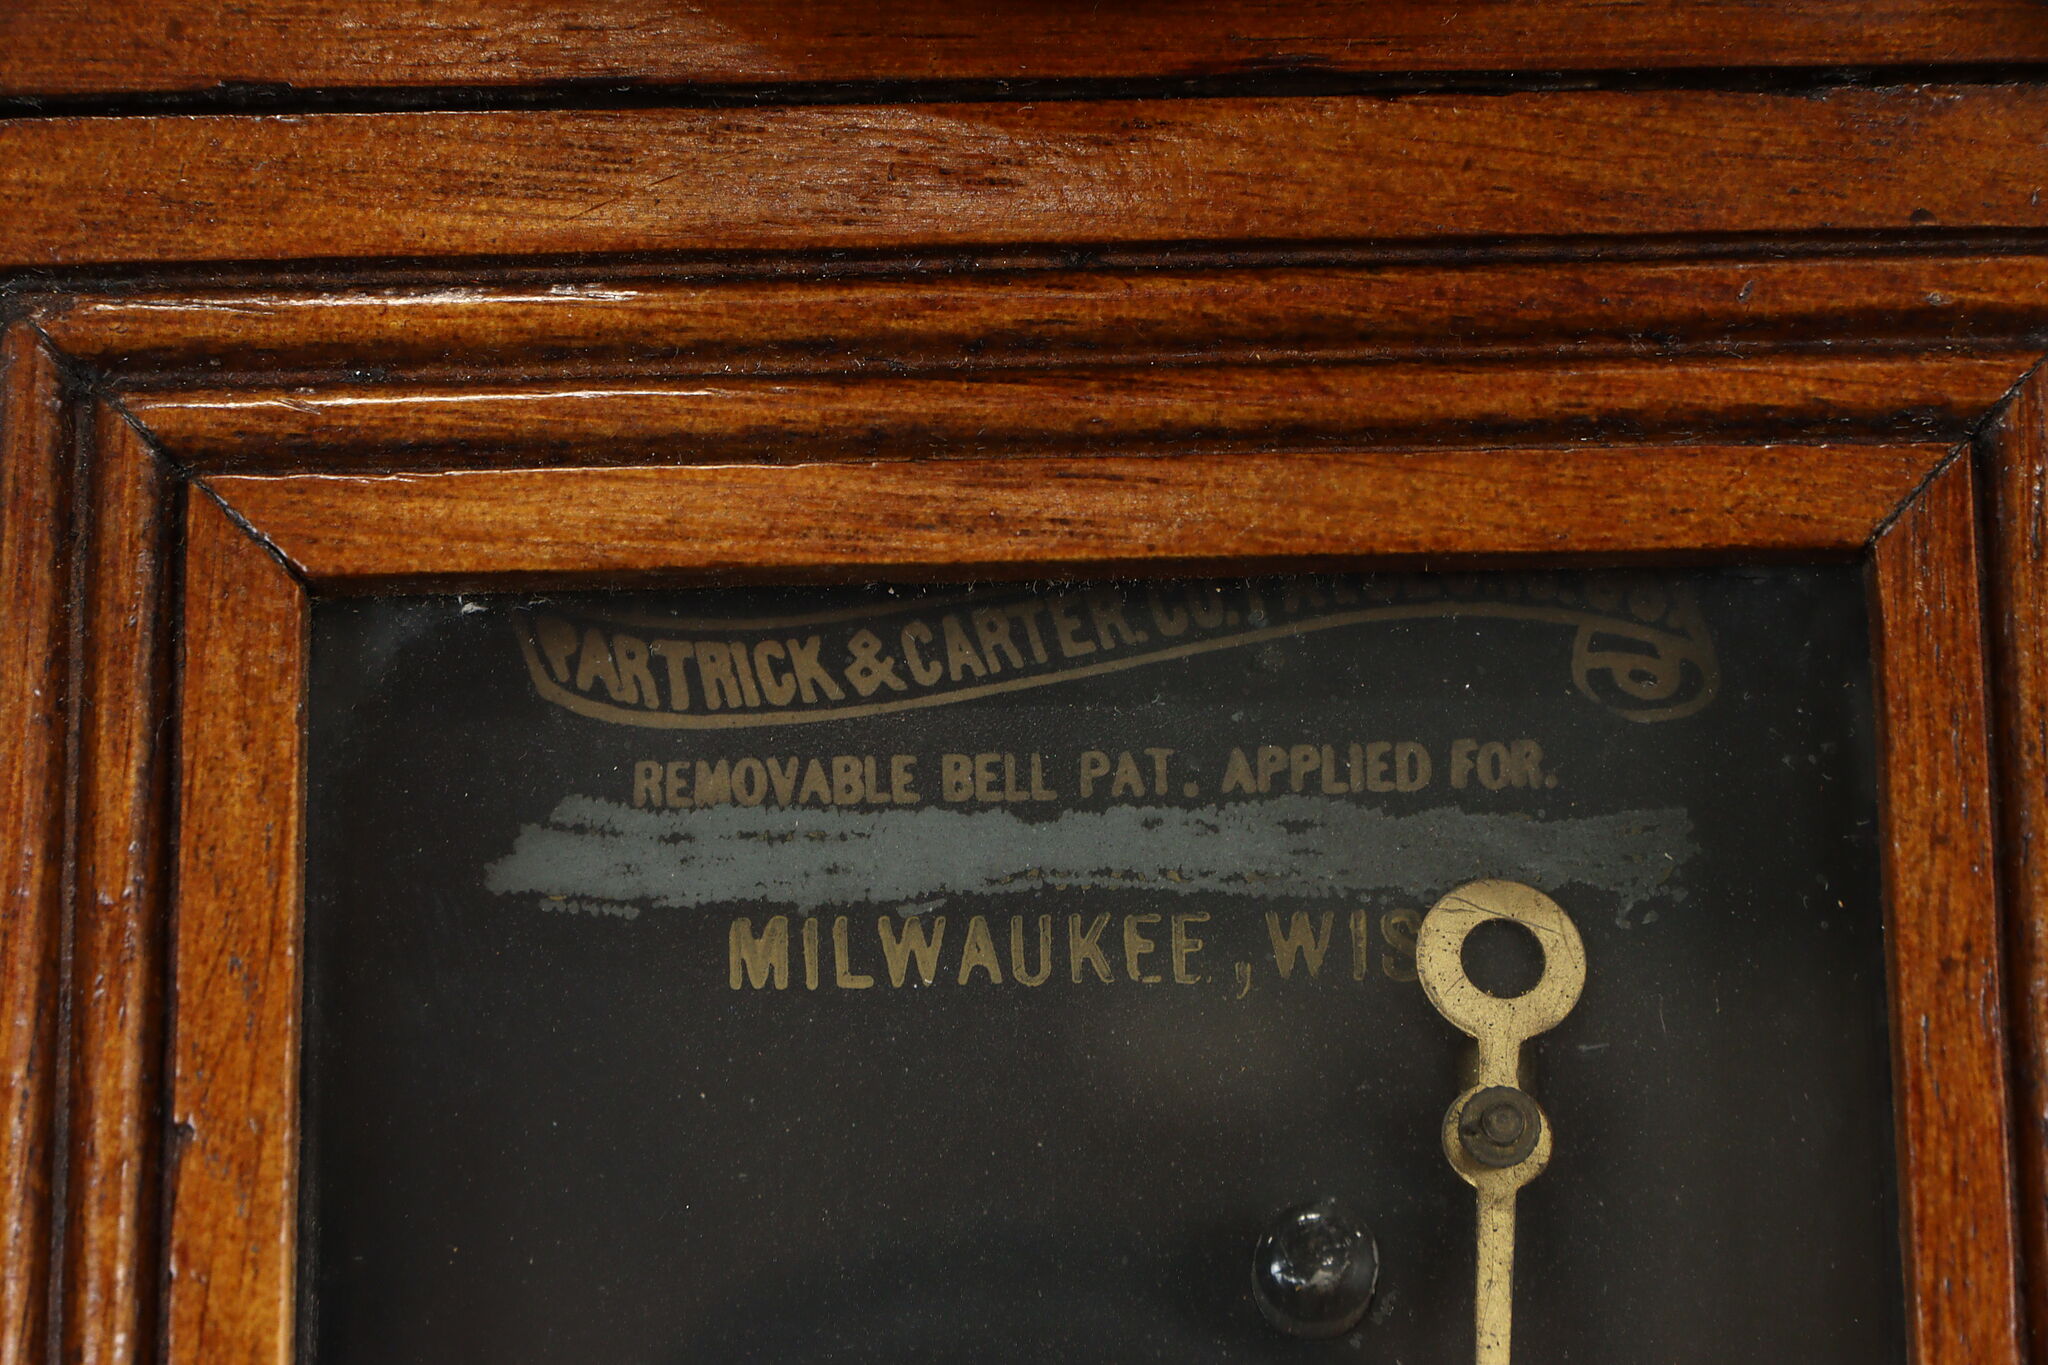 PARTRICK & CARTER. CO.
REMOVABLE BELL PAT. APPLIED FOR.
MILWAUKEE, WIS